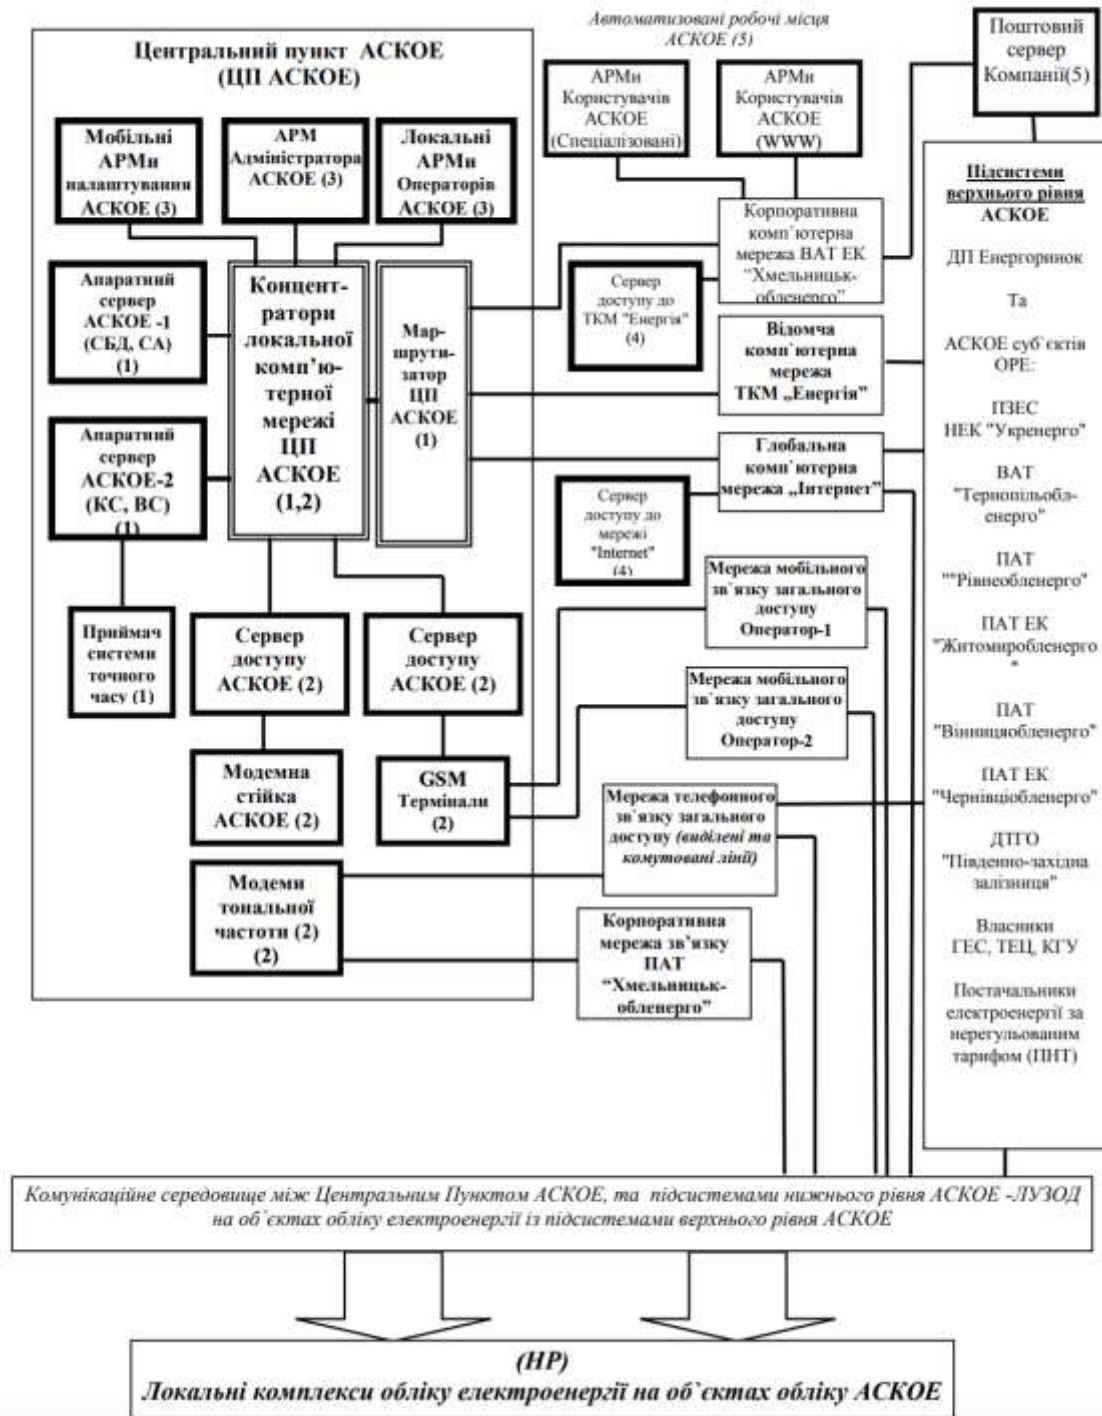 Автоматизовані робочі місця
АСКОЕ (5)
Поштовий
сервер
Компанії(5)
Центральний пункт АСКОЕ
(ЦП АСКОЕ)
АРМи
Користувачів
АСКОЕ
(Спеціалізовані)
АРМи
Користувачів
АСКОЕ
(WWW)
Мобільні
АРМи
налаштування
АСКОЕ (3)
АРМ
Адміністратора
АСКОЕ (3)
Локальні
АРМи
Операторів
АСКОЕ (3)
Корпоративна
комп`ютерна
мережа ВАТ ЕК
“Хмельницьк-
обленерго”
Апаратний
сервер
АСКОЕ -1
(СБД, СА)
(1)
Концент-
ратори
локальної
комп’ю-
терної
мережі
ЦП
АСКОЕ
(1,2)
Мар-
шрути-
затор
ЦП
АСКОЕ
(1)
Сервер
доступу до
ТКМ "Енергія"
(4)
Відомча
комп`ютерна
мережа
ТКМ „Енергія”
Апаратний
сервер
АСКОЕ-2
(КС, ВС)
(1)
Глобальна
комп`ютерна
мережа „Інтернет”
Сервер
доступу до
мережі
"Internet"
(4)
Приймач
системи
точного
часу (1)
Сервер
доступу
АСКОЕ (2)
Сервер
доступу
АСКОЕ (2)
Мережа мобільного
зв`язку загального
доступу
Оператор-1
Мережа мобільного
зв`язку загального
доступу
Оператор-2
Модемна
стійка
АСКОЕ (2)
GSM
Термінали
(2)
Мережа телефонного
зв`язку загального
доступу (виділені та
комутовані лінії)
Модеми
тональної
частоти (2)
(2)
Корпоративна
мережа зв`язку
ПАТ
“Хмельницьк-
обленерго”
Підсистеми
верхнього рівня
АСКОЕ
ДП Енергоринок
Та
АСКОЕ суб`єктів
ОРЕ:
ПЗЕС
НЕК "Укренерго"
ВАТ
"Тернопільобл-
енерго"
ПАТ
""Рівнеобленерго"
ПАТ ЕК
"Житомиробленерго
"
ПАТ
"Вінницяобленерго"
ПАТ ЕК
"Чернівціобленерго"
ДТГО
"Південно-західна
залізниця"
Власники
ГЕС, ТЕЦ, КГУ
Постачальники
електроенергії за
нерегульованим
тарифом (ПНТ)
Комунікаційне середовище між Центральним Пунктом АСКОЕ, та підсистемами нижнього рівня АСКОЕ -ЛУЗОД
на об`єктах обліку електроенергії із підсистемами верхнього рівня АСКОЕ
(НР)
Локальні комплекси обліку електроенергії на об`єктах обліку АСКОЕ